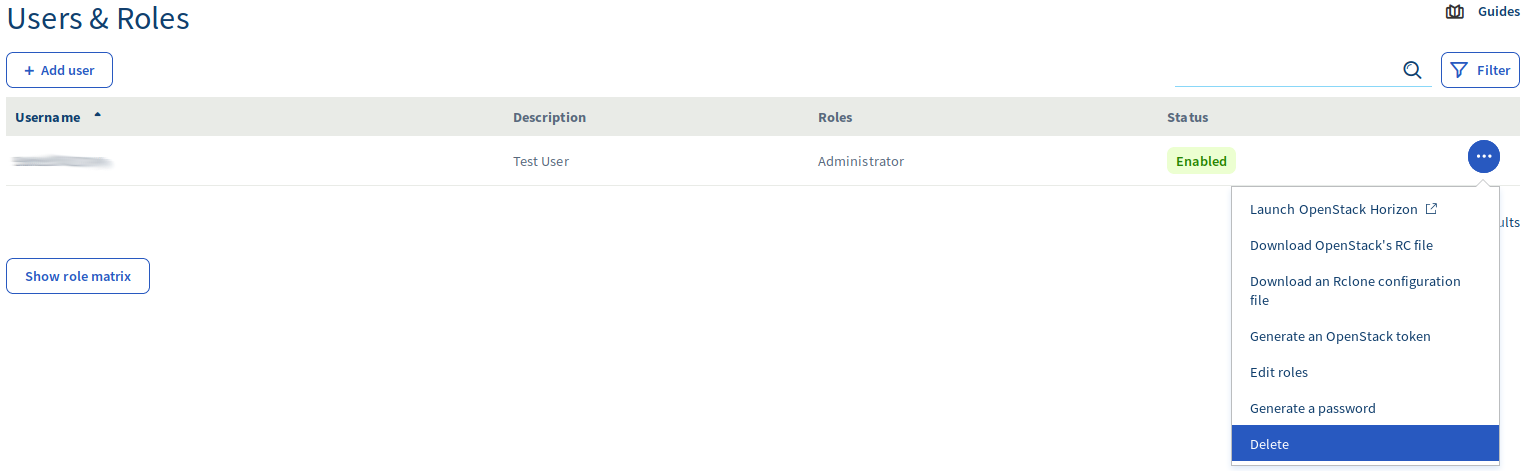 Users & Roles
Guides
+ Add user
Filter
Username
Description
Roles
Status
Test User
Administrator
Enabled
Launch OpenStack Horizon
Download OpenStack's RC file
Download an Rclone configuration
file
Generate an OpenStack token
Edit roles
Generate a password
Delete
Show role matrix